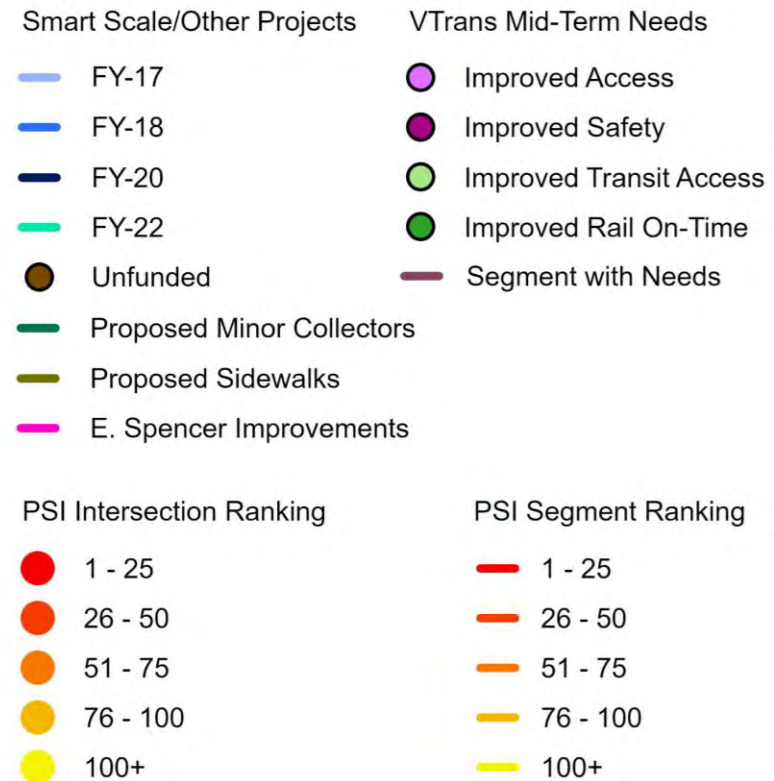 Smart Scale/Other Projects
FY-17
FY-18
FY-20
FY-22
Unfunded
Proposed Minor Collectors
Proposed Sidewalks
E. Spencer Improvements
VTrans Mid-Term Needs
Improved Access
Improved Safety
Improved Transit Access
Improved Rail On-Time
Segment with Needs
PSI Intersection Ranking
1 - 25
26 - 50
51 - 75
76 - 100
100+
PSI Segment Ranking
1 - 25
26 - 50
51 - 75
76 - 100
100+